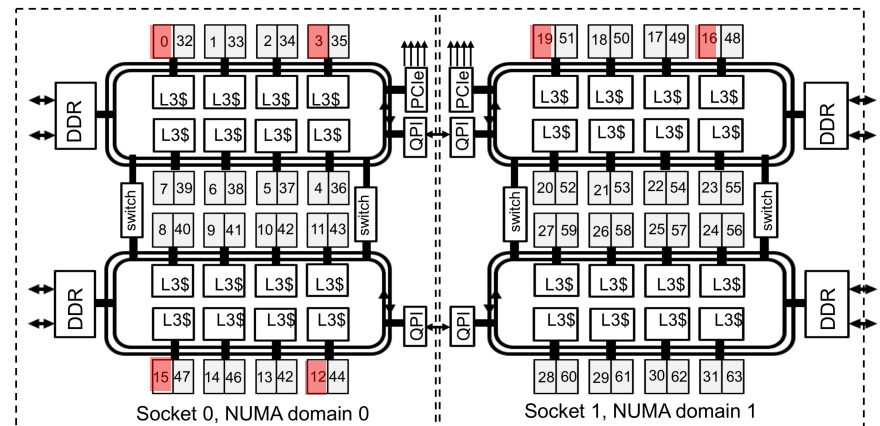 0 32 1 33 2 34 3 35 19 51 18 50 17 49 16 48
DDR L3$ L3$ L3$ L3$ PCIe PCIe L3$ L3$ L3$ L3$ DDR
L3$ L3$ L3$ L3$ QPI QPI L3$ L3$ L3$ L3$
switch 7 39 6 38 5 37 4 36 switch switch 20 52 21 53 22 54 23 55 switch
8 40 9 41 10 42 11 43 27 59 26 58 25 57 24 56
DDR L3$ L3$ L3$ L3$ L3$ L3$ L3$ L3$ DDR
L3$ L3$ L3$ L3$ QPI QPI L3$ L3$ L3$ L3$
15 47 14 46 13 42 12 44 28 60 29 61 30 62 31 63
Socket 0, NUMA domain 0 Socket 1, NUMA domain 1